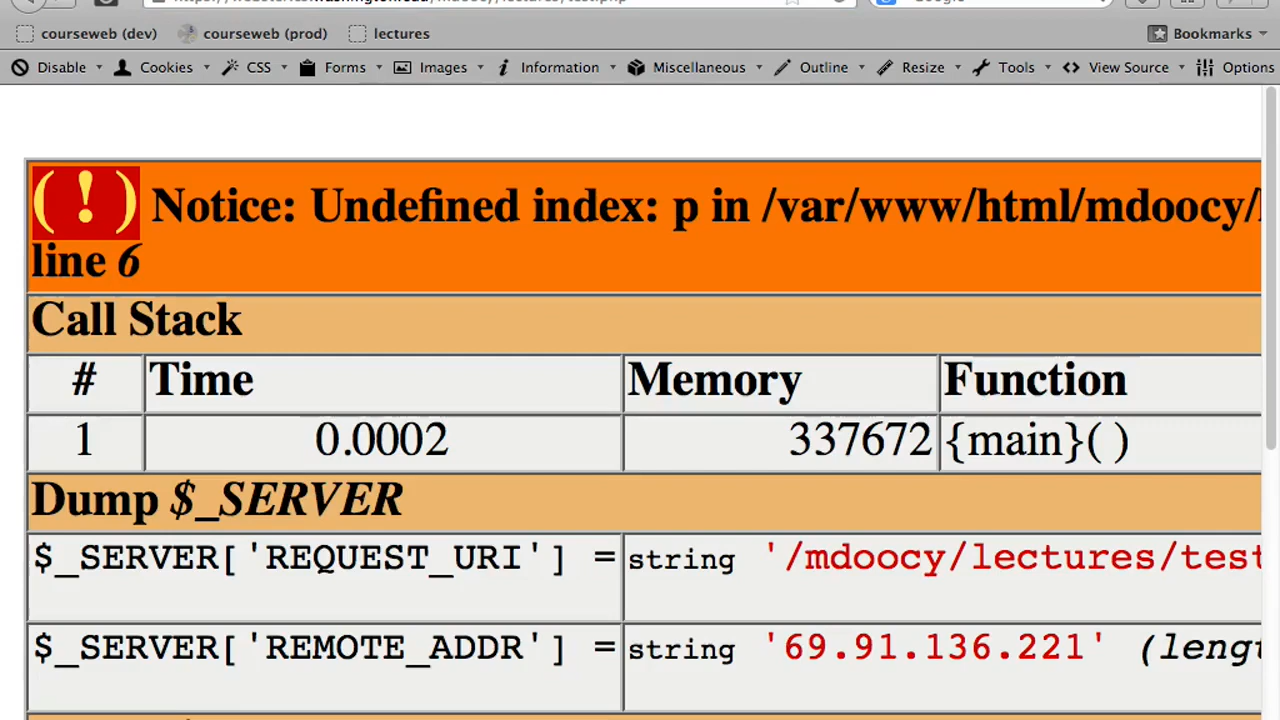 courseweb (dev) courseweb (prod) lectures Bookmarks
Disable Cookies CSS Forms Images Information Miscellaneous Outline Resize Tools View Source Options
( ! ) Notice: Undefined index: p in /var/www/html/mdoocy/
line 6
Call Stack
# Time Memory Function
1 0.0002 337672 {main}( )
Dump $_SERVER
$_SERVER['REQUEST_URI'] = string '/mdoocy/lectures/test
$_SERVER['REMOTE_ADDR'] = string '69.91.136.221' (lengt